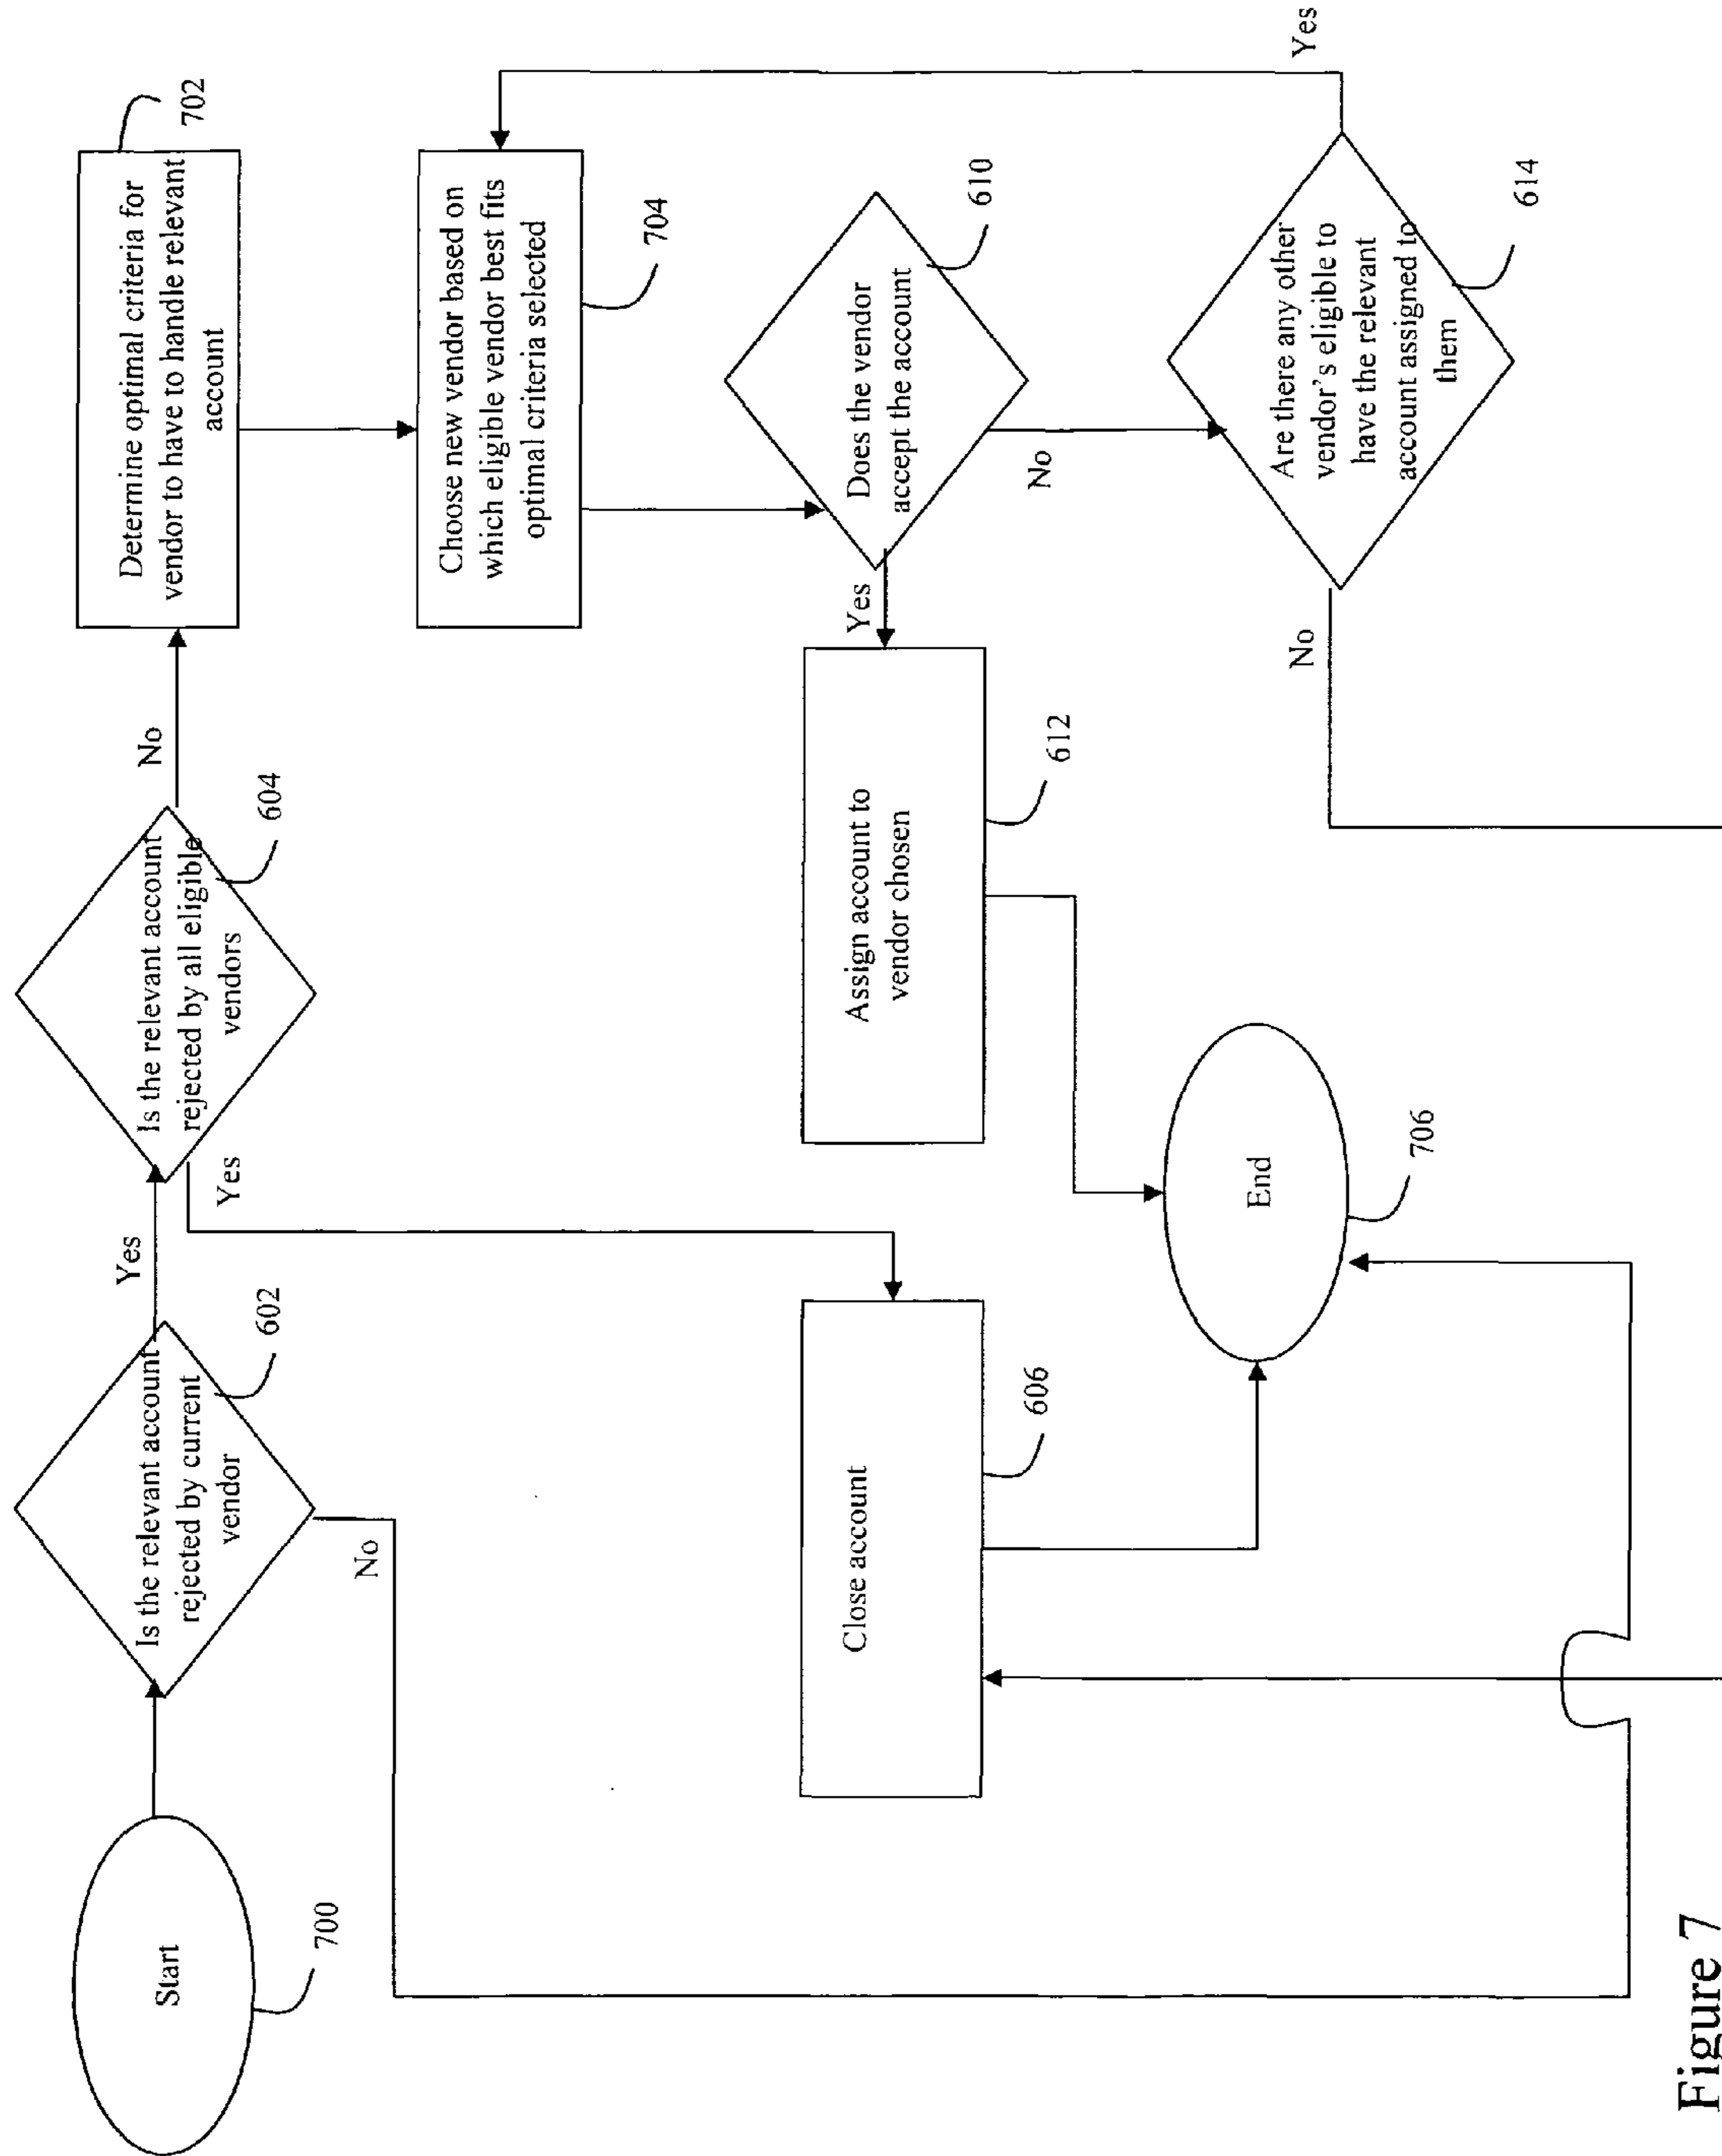 Start
700
Is the relevant account
rejected by current
vendor
602
Yes
No
Is the relevant account
rejected by all eligible
vendors
604
No
Yes
Determine optimal criteria for
vendor to have to handle relevant
account
702
Choose new vendor based on
which eligible vendor best fits
optimal criteria selected
704
Does the vendor
accept the account
610
Yes
No
Assign account to
vendor chosen
612
Close account
606
End
706
Are there any other
vendor's eligible to
have the relevant
account assigned to
them
614
Yes
No
Figure 7